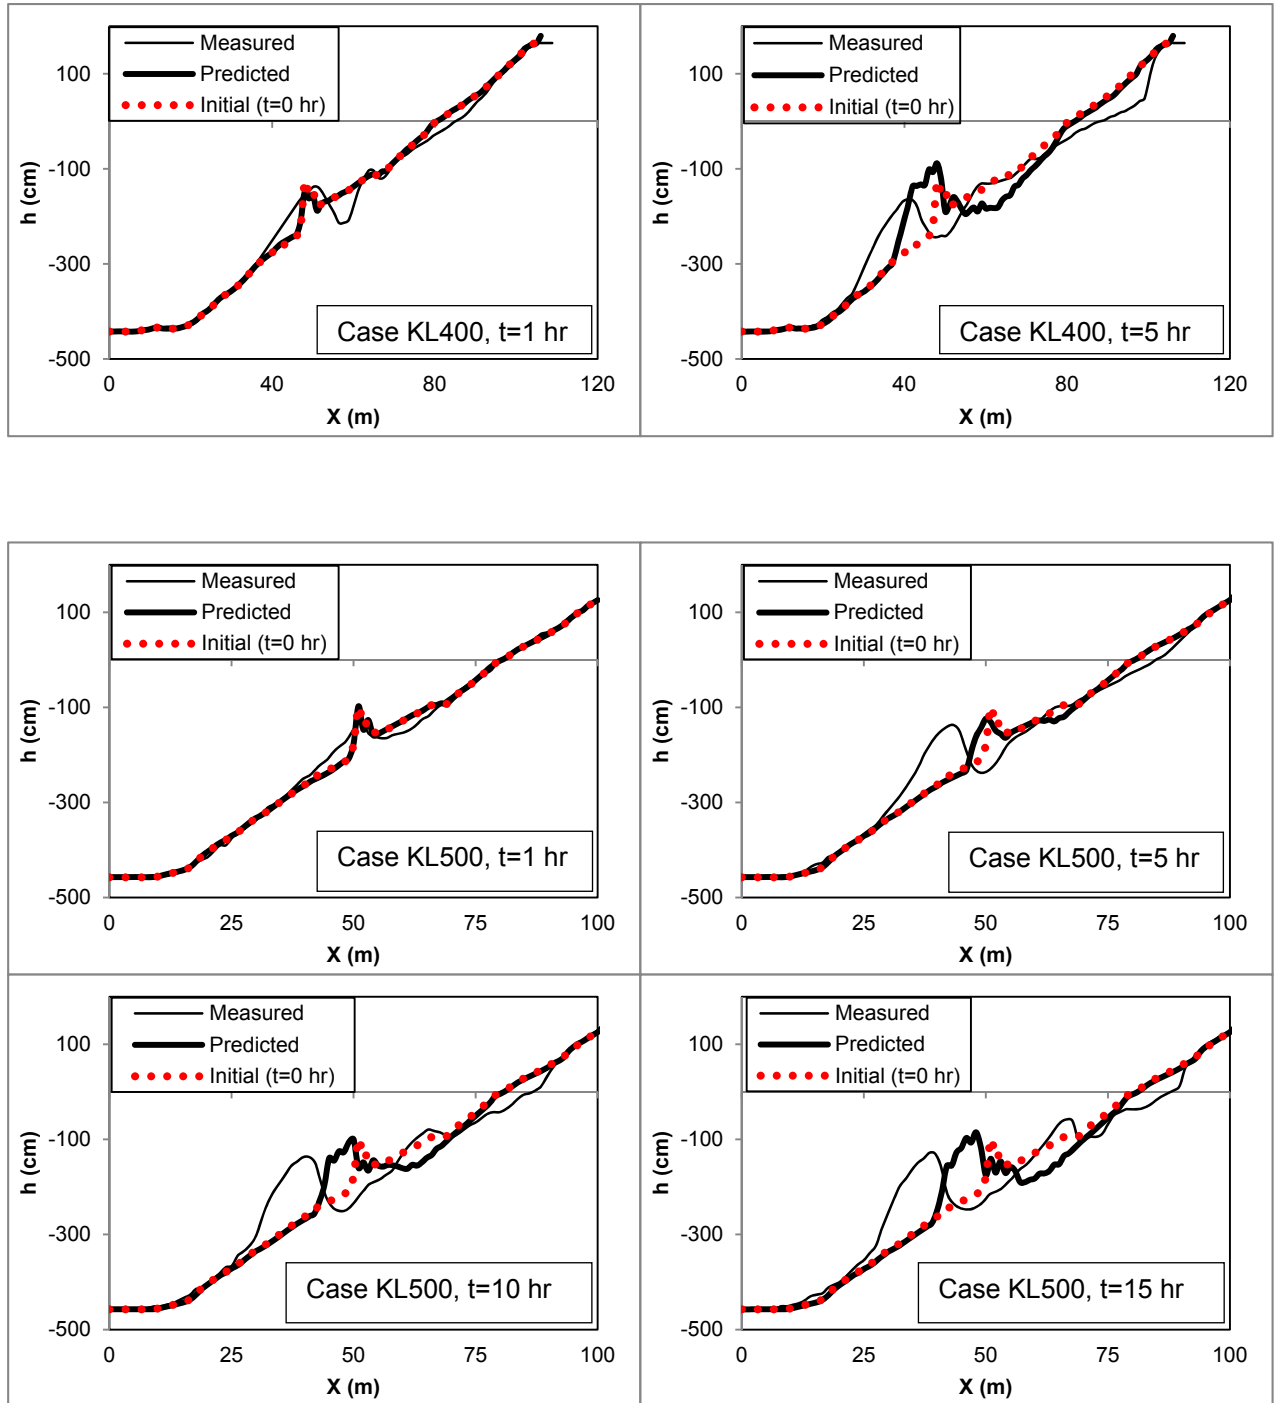 Measured
Predicted
Initial (t=0 hr)
100
-100
-300
-500
h (cm)
Case KL400, t=1 hr
0
40
80
120
X (m)
Measured
Predicted
Initial (t=0 hr)
100
-100
-300
-500
h (cm)
Case KL400, t=5 hr
0
40
80
120
X (m)
Measured
Predicted
Initial (t=0 hr)
100
-100
-300
-500
h (cm)
Case KL500, t=1 hr
0
25
50
75
100
X (m)
Measured
Predicted
Initial (t=0 hr)
100
-100
-300
-500
h (cm)
Case KL500, t=5 hr
0
25
50
75
100
X (m)
Measured
Predicted
Initial (t=0 hr)
100
-100
-300
-500
h (cm)
Case KL500, t=10 hr
0
25
50
75
100
X (m)
Measured
Predicted
Initial (t=0 hr)
100
-100
-300
-500
h (cm)
Case KL500, t=15 hr
0
25
50
75
100
X (m)